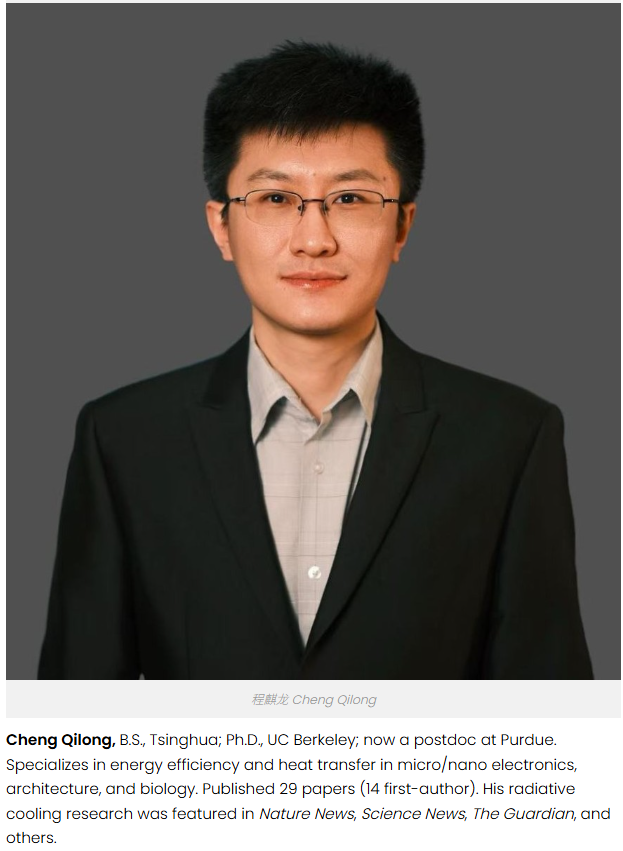 程麒龙 Cheng Qilong
Cheng Qilong, B.S., Tsinghua; Ph.D., UC Berkeley; now a postdoc at Purdue.
Specializes in energy efficiency and heat transfer in micro/nano electronics,
architecture, and biology. Published 29 papers (14 first-author). His radiative
cooling research was featured in Nature News, Science News, The Guardian, and
others.